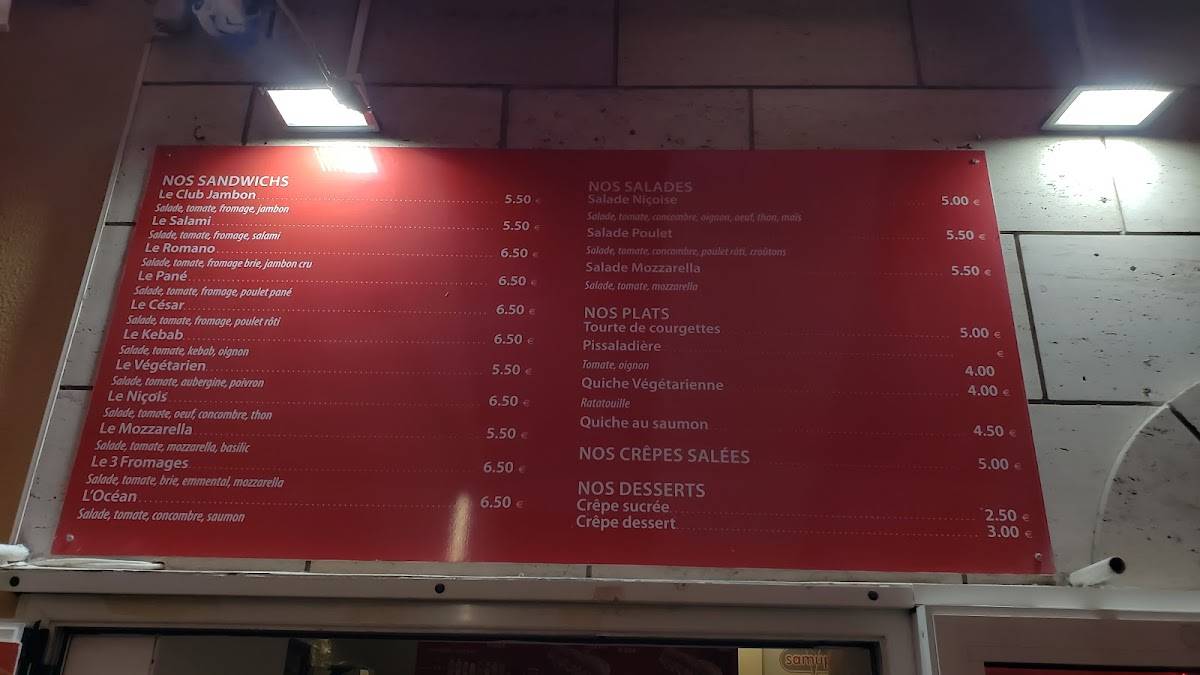 NOS SANDWICHS
Le Club Jambon 5.50 €
Salade, tomate, fromage, jambon
Le Salami 5.50 €
Salade, tomate, fromage, salami
Le Romano 6.50 €
Salade, tomate, fromage brie, jambon cru
Le Pané 6.50 €
Salade, tomate, fromage, poulet pané
Le César 6.50 €
Salade, tomate, fromage, poulet rôti
Le Kebab 6.50 €
Salade, tomate, kebab, oignon
Le Végétarien 5.50 €
Salade, tomate, aubergine, poivron
Le Niçois 6.50 €
Salade, tomate, oeuf, concombre, thon
Le Mozzarella 5.50 €
Salade, tomate, mozzarella, basilic
Le 3 Fromages 6.50 €
Salade, tomate, brie, emmental, mozzarella
L'Océan 6.50 €
Salade, tomate, concombre, saumon
NOS SALADES
Salade Niçoise 5.00 €
Salade, tomate, concombre, oignon, oeuf, thon, maïs
Salade Poulet 5.50 €
Salade, tomate, concombre, poulet rôti, croûtons
Salade Mozzarella 5.50 €
Salade, tomate, mozzarella
NOS PLATS
Tourte de courgettes 5.00 €
Pissaladière €
Tomate, oignon 4.00
Quiche Végétarienne 4.00 €
Ratatouille
Quiche au saumon 4.50 €
NOS CRÊPES SALÉES 5.00 €
NOS DESSERTS
Crêpe sucrée 2.50 €
Crêpe dessert 3.00 €